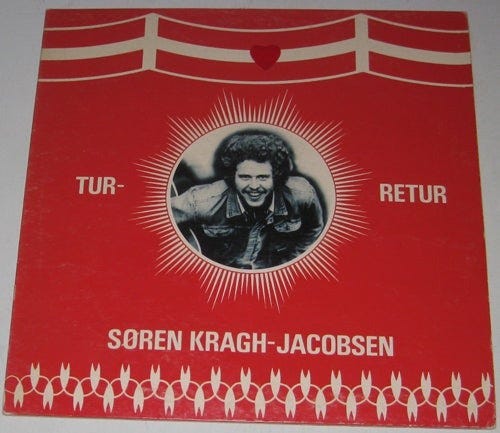 TUR-
RETUR
SØREN KRAGH-JACOBSEN